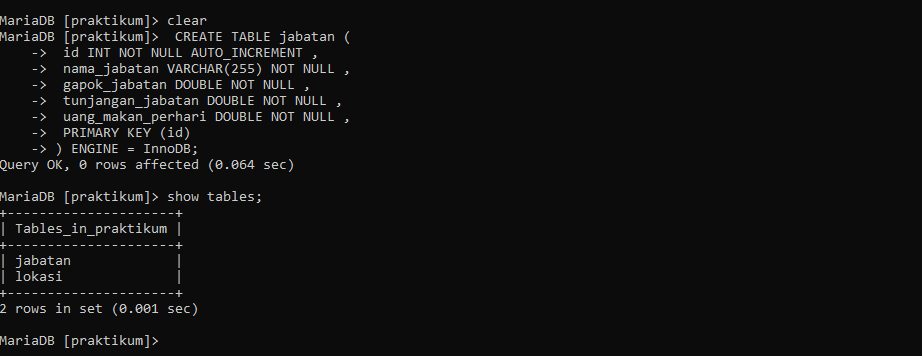 MariaDB [praktikum]> clear
MariaDB [praktikum]>  CREATE TABLE jabatan (
    ->  id INT NOT NULL AUTO_INCREMENT ,
    ->  nama_jabatan VARCHAR(255) NOT NULL ,
    ->  gapok_jabatan DOUBLE NOT NULL ,
    ->  tunjangan_jabatan DOUBLE NOT NULL ,
    ->  uang_makan_perhari DOUBLE NOT NULL ,
    ->  PRIMARY KEY (id)
    -> ) ENGINE = InnoDB;
Query OK, 0 rows affected (0.064 sec)

MariaDB [praktikum]> show tables;
+---------------------+
| Tables_in_praktikum |
+---------------------+
| jabatan             |
| lokasi              |
+---------------------+
2 rows in set (0.001 sec)

MariaDB [praktikum]>